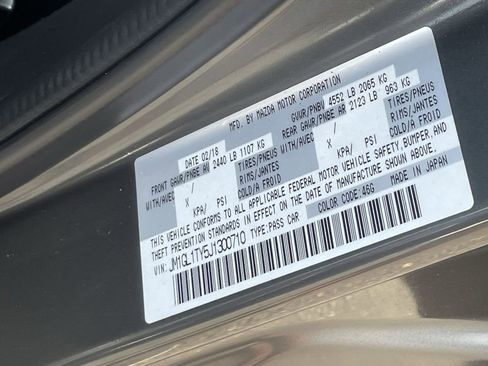 MFD. BY MAZDA MOTOR CORPORATION
DATE 02/18 GVWR/PNBV 4552 LB 2065 KG
FRONT GAWR/PNBE AV 2440 LB 1107 KG REAR GAWR/PNBE AR 2123 LB 963 KG
WITH/AVEC / TIRES/PNEUS WITH/AVEC / TIRES/PNEUS
X RIMS/JANTES X RIMS/JANTES
KPA/ PSI COLD/A FROID KPA/ PSI COLD/A FROID
THIS VEHICLE CONFORMS TO ALL APPLICABLE FEDERAL MOTOR VEHICLE SAFETY, BUMPER, AND
THEFT PREVENTION STANDARDS IN EFFECT ON THE DATE OF MANUFACTURE SHOWN ABOVE.
VIN: JM1GL1TY5J1300710 TYPE:PASS CAR COLOR CODE: 46G MADE IN JAPAN